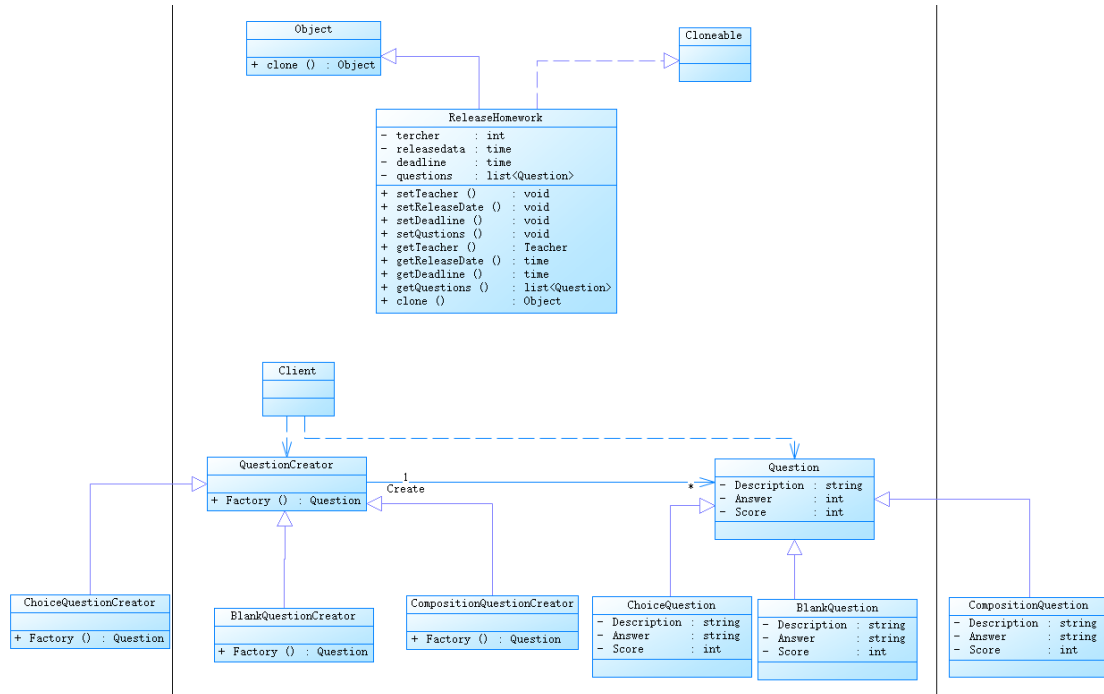 Object
+ clone () : Object
Cloneable
ReleaseHomework
- tercher : int
- releasedata : time
- deadline : time
- questions : list<Question>
+ setTeacher () : void
+ setReleaseDate () : void
+ setDeadline () : void
+ setQustions () : void
+ getTeacher () : Teacher
+ getReleaseDate () : time
+ getDeadline () : time
+ getQuestions () : list<Question>
+ clone () : Object
Client
QuestionCreator
+ Factory () : Question
1
Create
*
Question
- Description : string
- Answer : int
- Score : int
ChoiceQuestionCreator
+ Factory () : Question
BlankQuestionCreator
+ Factory () : Question
CompositionQuestionCreator
+ Factory () : Question
ChoiceQuestion
- Description : string
- Answer : string
- Score : int
BlankQuestion
- Description : string
- Answer : string
- Score : int
CompositionQuestion
- Description : string
- Answer : string
- Score : int